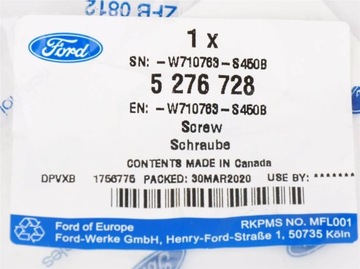 ZFB 0812
Ford
1 x
SN: -W710763-S450B
5 276 728
EN: -W710763-S450B
Screw
Schraube
CONTENTS MADE IN Canada
DPVXB 1756775 PACKED: 30MAR2020 USE BY: *******
Ford of Europe
RKPMS NO. MFL001
Ford-Werke GmbH, Henry-Ford-Straße 1, 50735 Köln